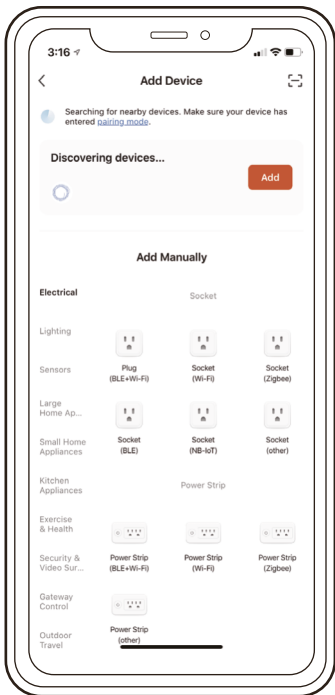 3:16
Add Device
Searching for nearby devices. Make sure your device has
entered pairing mode.
Discovering devices...
Add
Add Manually
Electrical
Socket
Lighting
Sensors
Plug
(BLE+Wi-Fi)
Socket
(Wi-Fi)
Socket
(Zigbee)
Large
Home Ap...
Small Home
Appliances
Socket
(BLE)
Socket
(NB-IoT)
Socket
(other)
Kitchen
Appliances
Power Strip
Exercise
& Health
Security &
Video Sur...
Power Strip
(BLE+Wi-Fi)
Power Strip
(Wi-Fi)
Power Strip
(Zigbee)
Gateway
Control
Outdoor
Travel
Power Strip
(other)